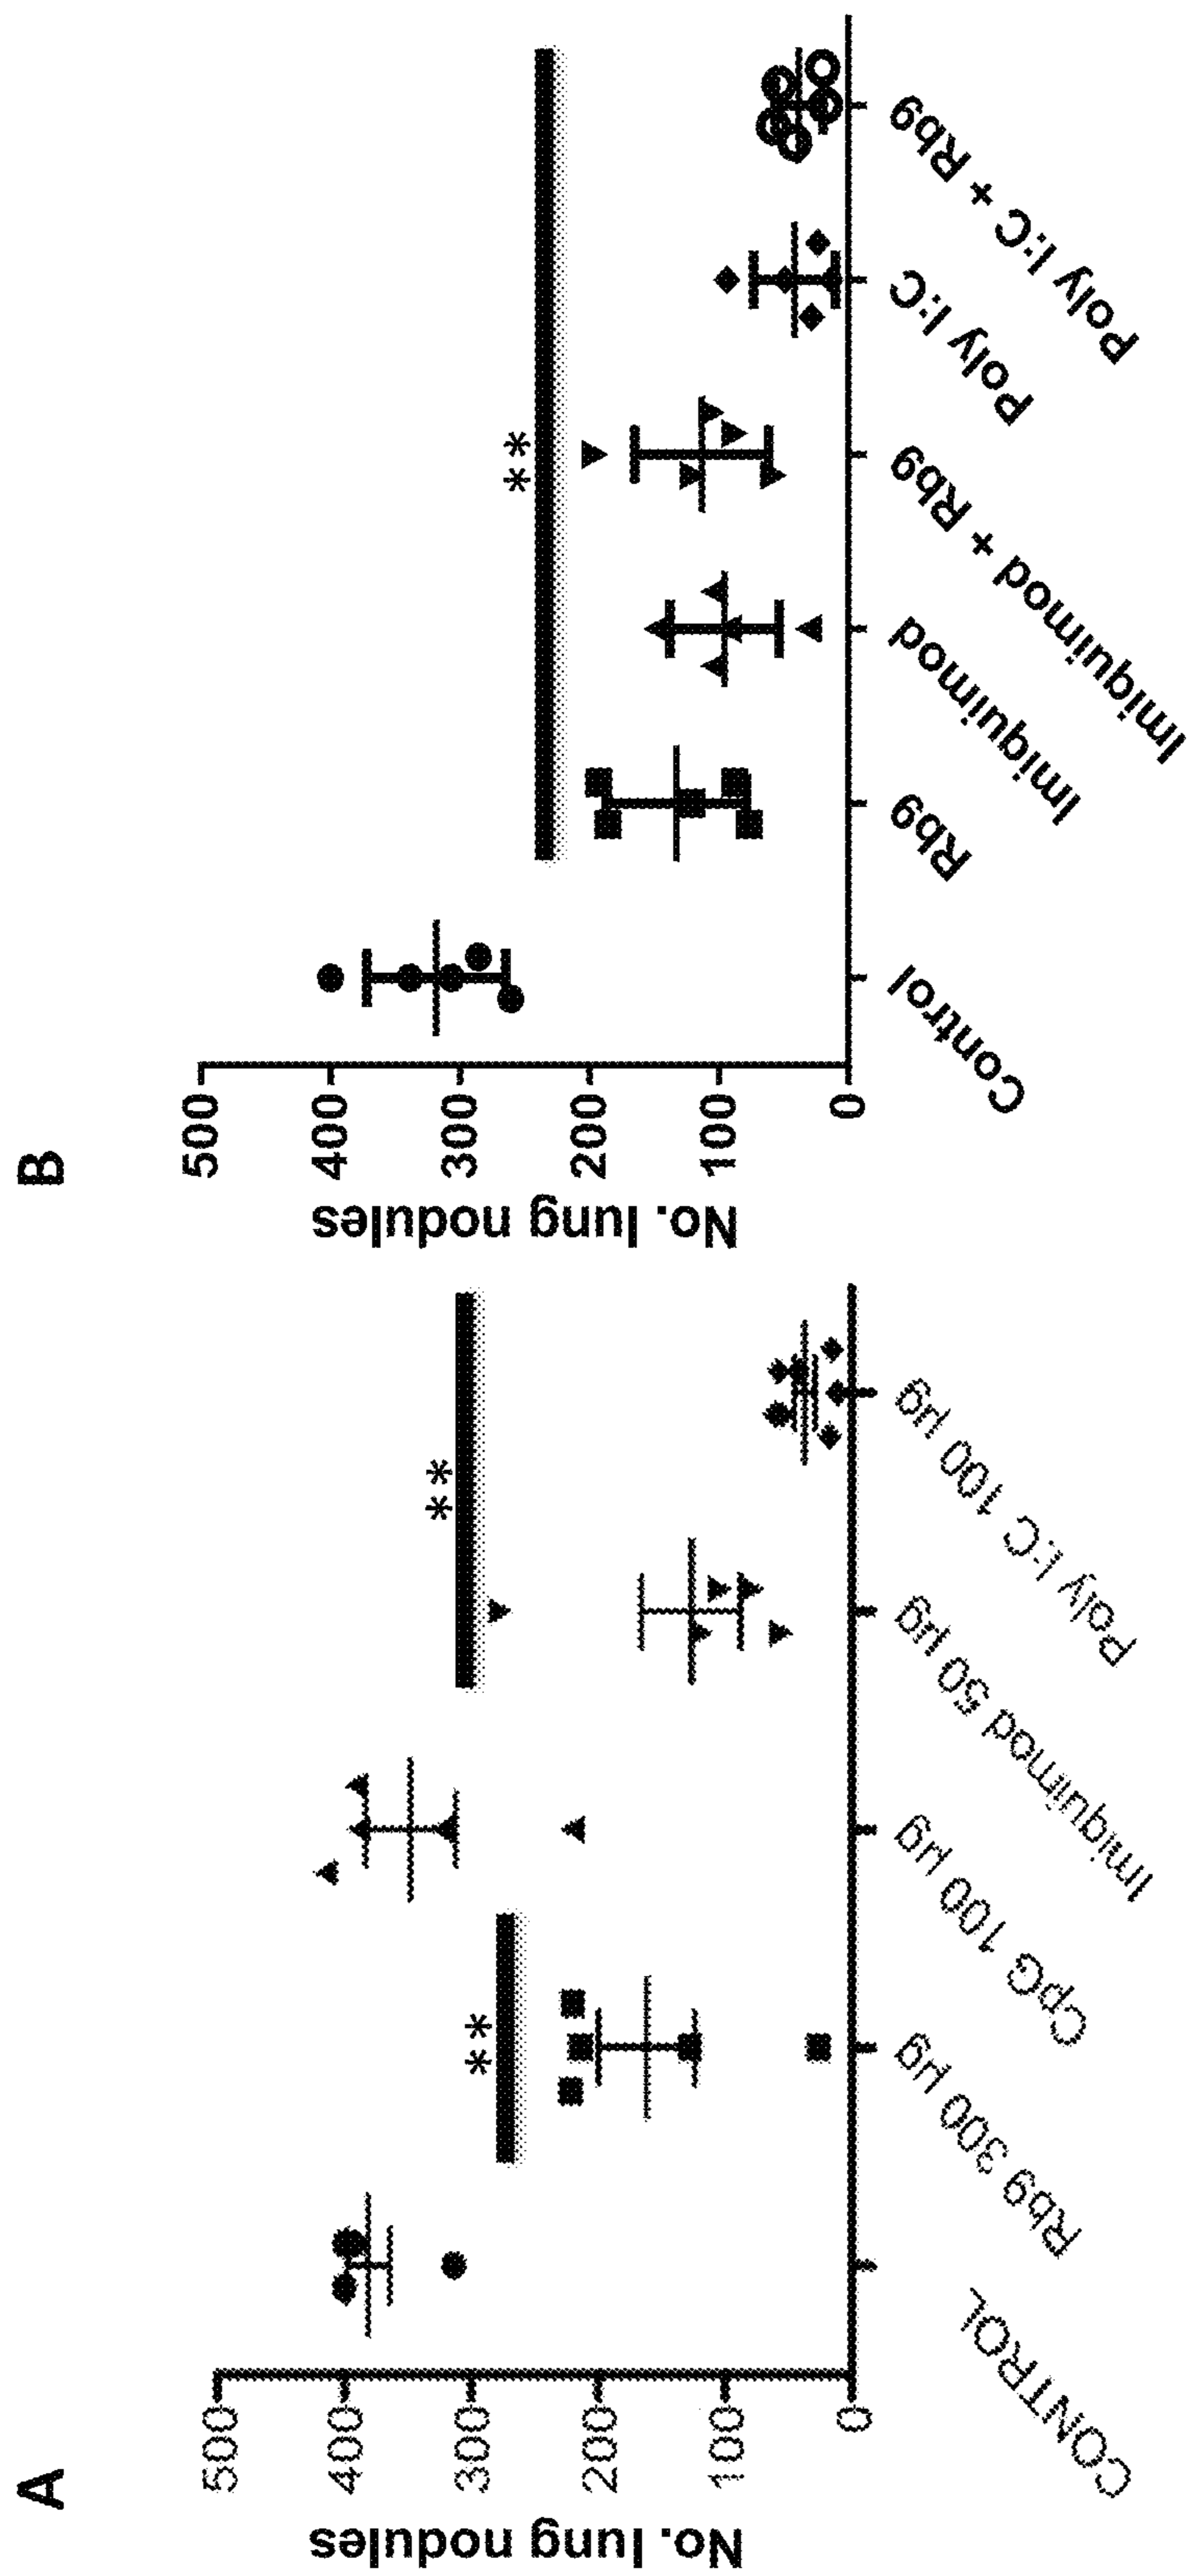 A
No. lung nodules
500
400
300
200
100
0
**
**
CONTROL
Rb9 300 µg
CpG 100 µg
Imiquimod 50 µg
Poly I:C 100 µg
B
No. lung nodules
500
400
300
200
100
0
**
Control
Rb9
Imiquimod
Imiquimod + Rb9
Poly I:C
Poly I:C + Rb9